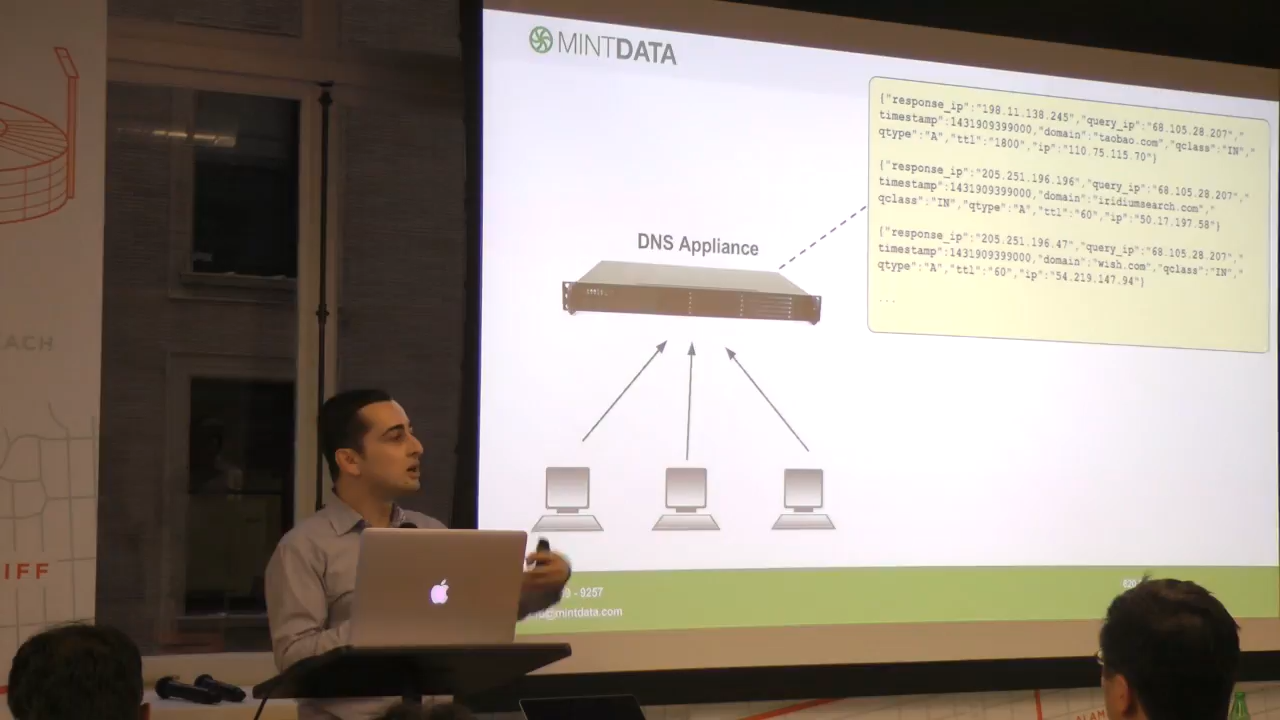 MINTDATA
{"response_ip":"198.11.138.245","query_ip":"68.105.28.207","
timestamp":1431909399000,"domain":"taobao.com","qclass":"IN","
qtype":"A","ttl":"1800","ip":"110.75.115.70"}
{"response_ip":"205.251.196.196","query_ip":"68.105.28.207","
timestamp":1431909399000,"domain":"iridiumsearch.com","
qclass":"IN","qtype":"A","ttl":"60","ip":"50.17.197.58"}
{"response_ip":"205.251.196.47","query_ip":"68.105.28.207","
timestamp":1431909399000,"domain":"wish.com","qclass":"IN","
qtype":"A","ttl":"60","ip":"54.219.147.94"}
...
DNS Appliance
ACH
IFF
- 9257
@mintdata.com